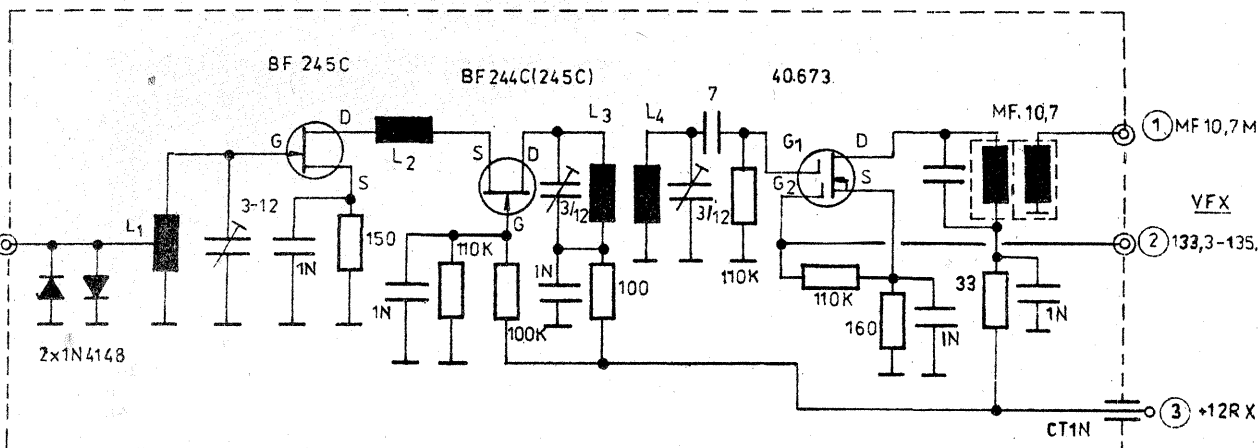 BF 245C
BF 244C(245C)
40.673.
MF. 10,7
① MF 10,7 M
VFX
② 133,3-135,
③ +12R X
CT1N
L1
3-12
G
D
S
1N
150
2x1N4148
L2
S
D
G
110K
1N
100K
3/12
L3
1N
100
L4
3/12
7
110K
G1
G2
D
S
110K
160
1N
33
1N